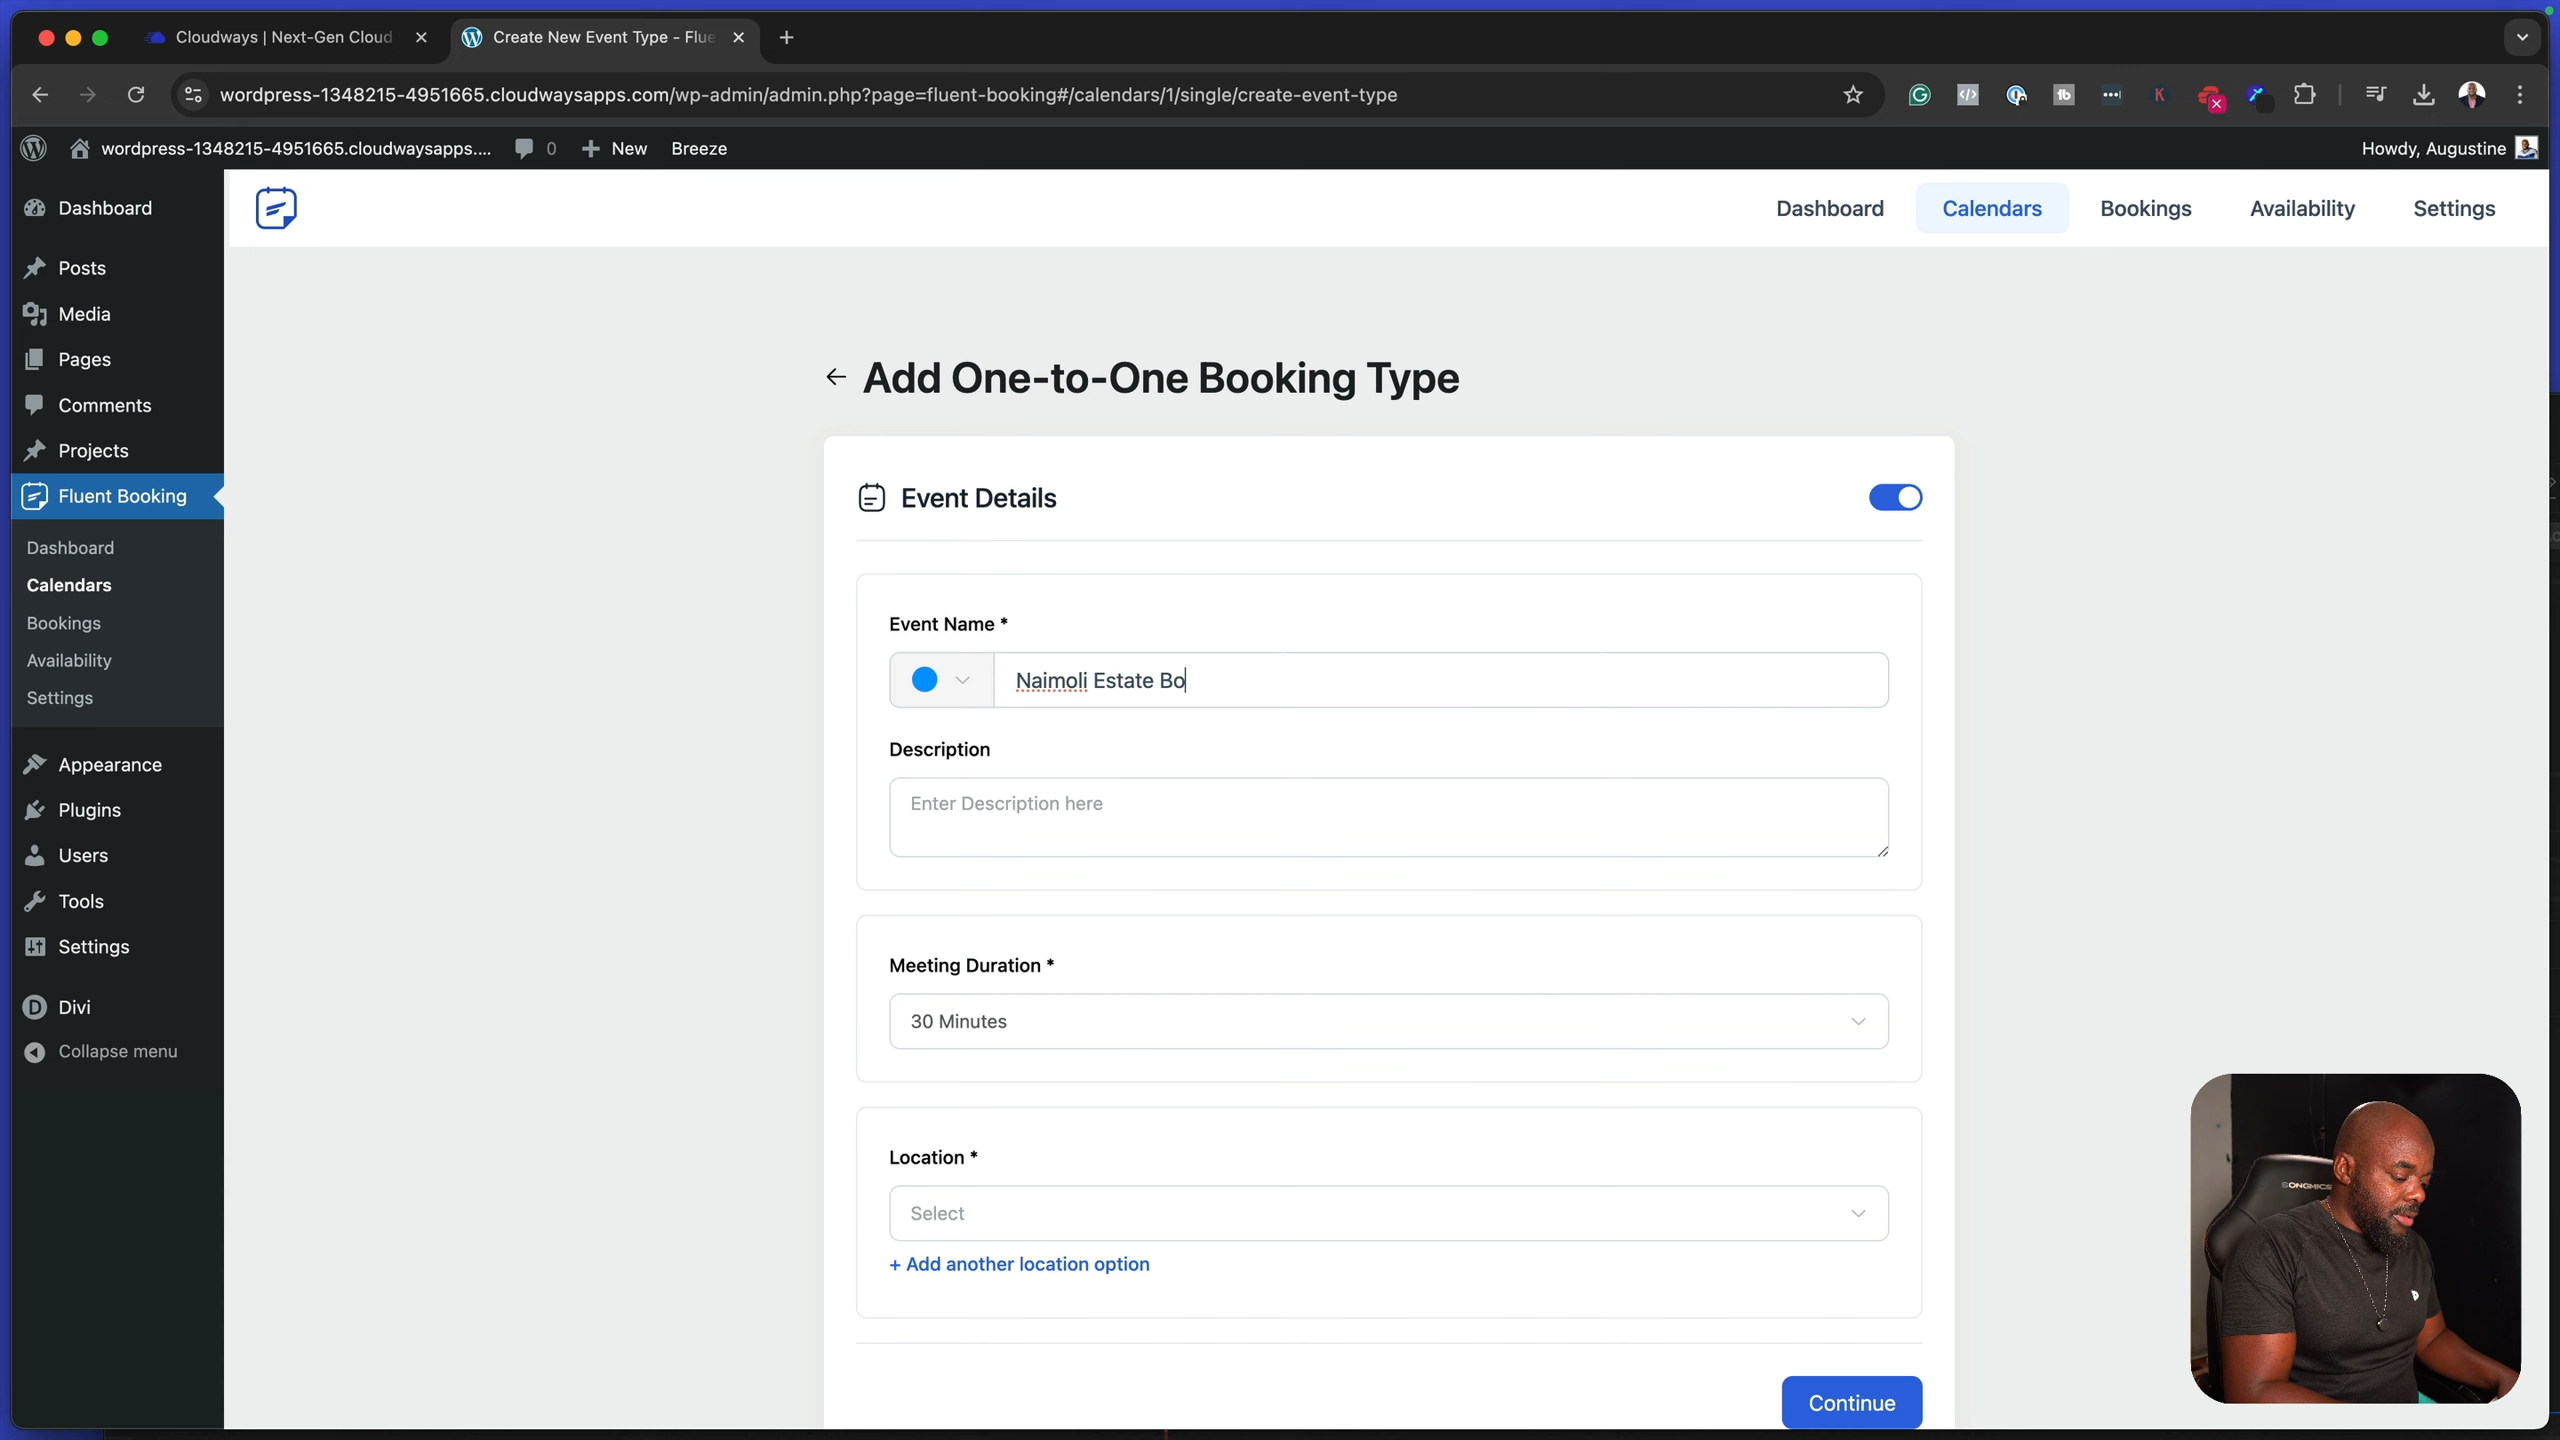 Cloudways | Next-Gen Cloud
Create New Event Type - Flue
wordpress-1348215-4951665.cloudwaysapps.com/wp-admin/admin.php?page=fluent-booking#/calendars/1/single/create-event-type
wordpress-1348215-4951665.cloudwaysapps....
0
New
Breeze
Howdy, Augustine
Dashboard
Posts
Media
Pages
Comments
Projects
Fluent Booking
Dashboard
Calendars
Bookings
Availability
Settings
Appearance
Plugins
Users
Tools
Settings
Divi
Collapse menu
Dashboard
Calendars
Bookings
Availability
Settings
Add One-to-One Booking Type
Event Details
Event Name *
Naimoli Estate Bo
Description
Enter Description here
Meeting Duration *
30 Minutes
Location *
Select
+ Add another location option
Continue
SONGMICS